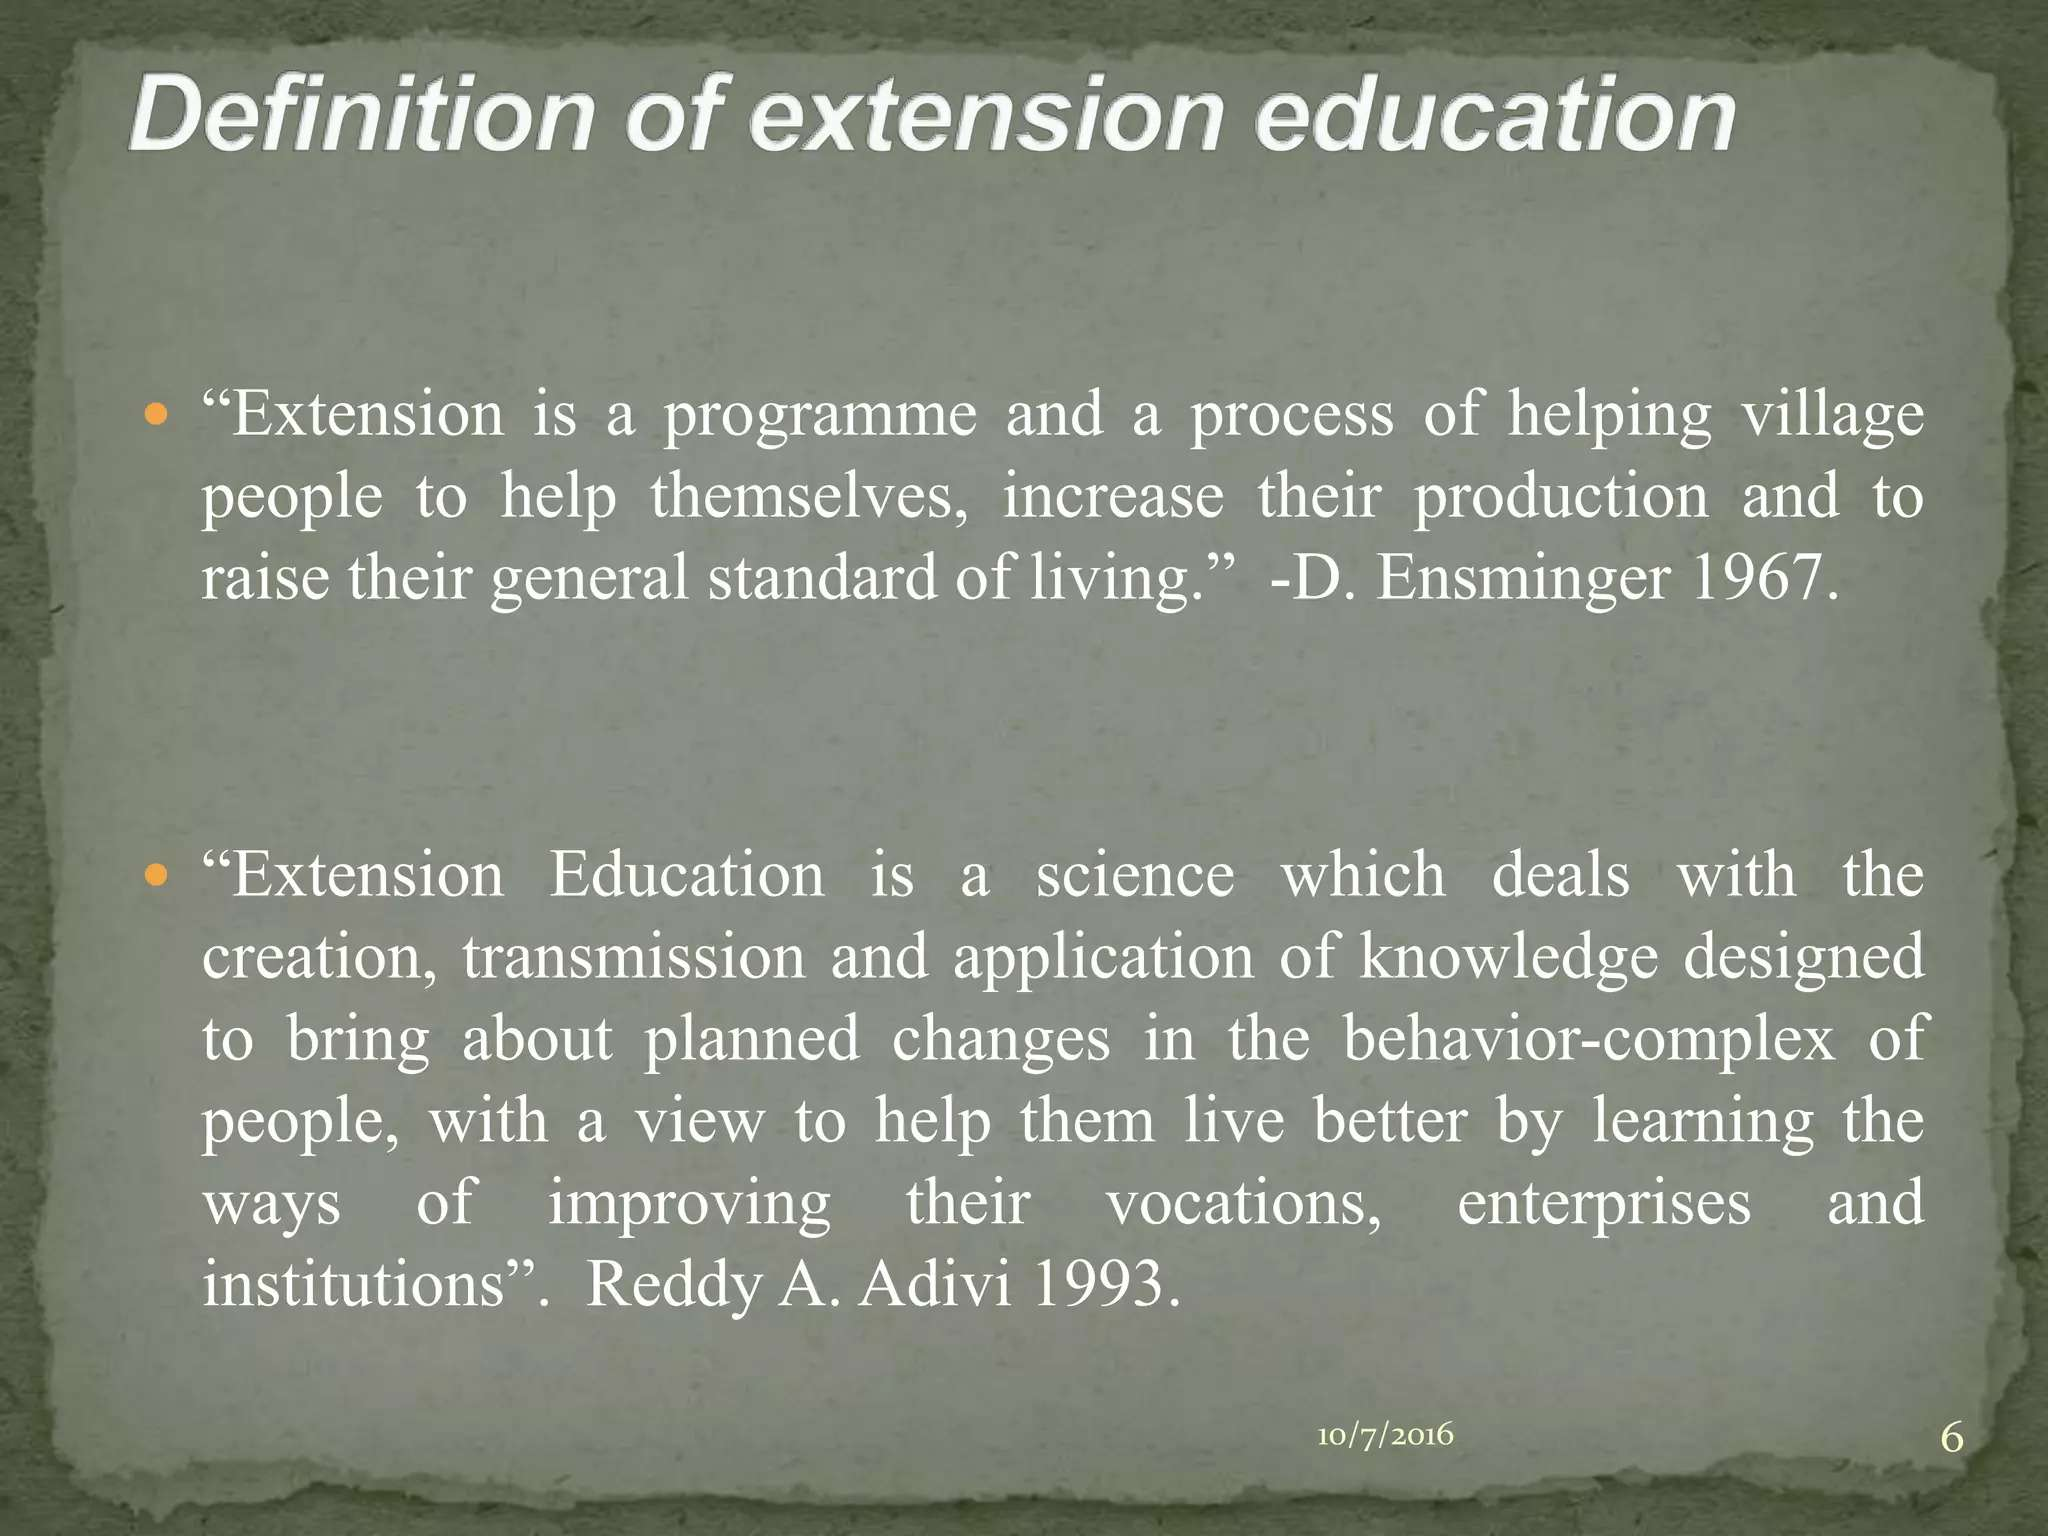 Definition of extension education
“Extension is a programme and a process of helping village
people to help themselves, increase their production and to
raise their general standard of living.” -D. Ensminger 1967.
“Extension Education is a science which deals with the
creation, transmission and application of knowledge designed
to bring about planned changes in the behavior-complex of
people, with a view to help them live better by learning the
ways of improving their vocations, enterprises and
institutions”. Reddy A. Adivi 1993.
10/7/2016
6